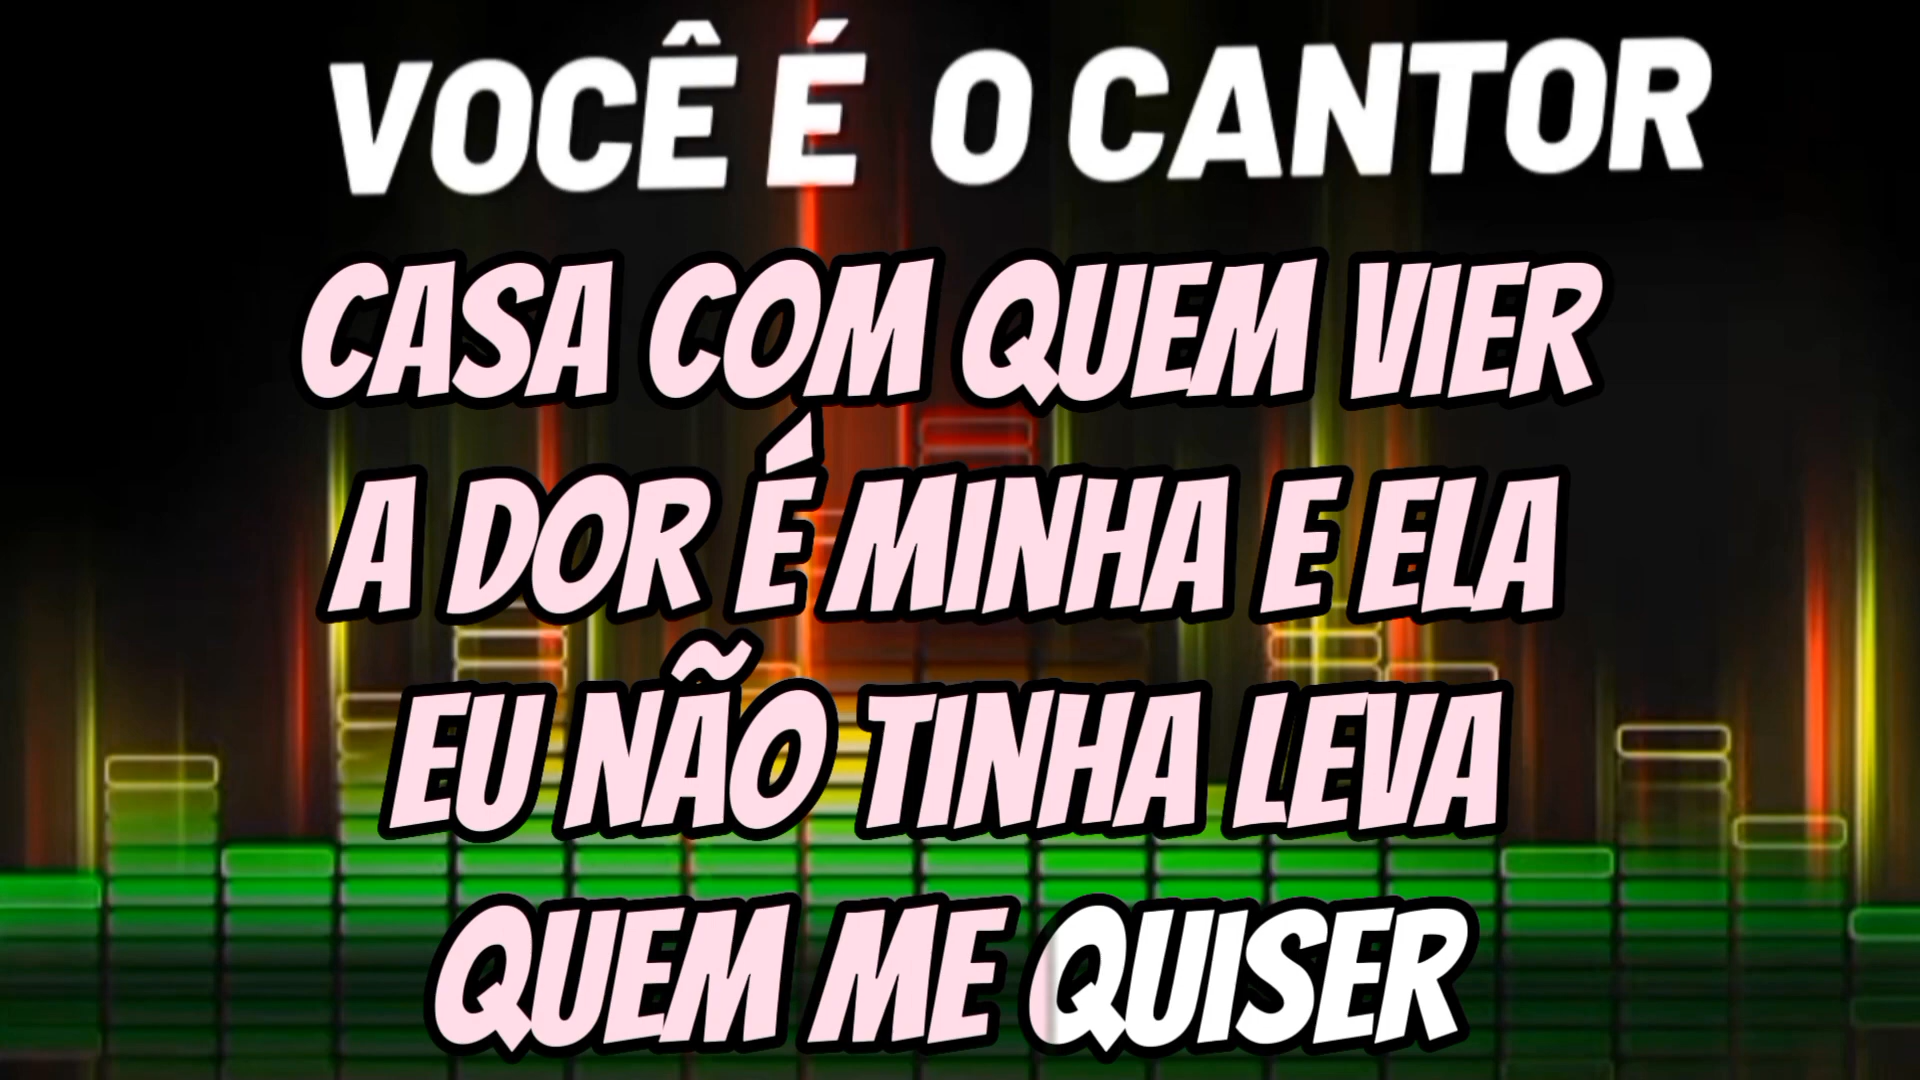 VOCÊ É O CANTOR
CASA COM QUEM VIER
A DOR É MINHA E ELA
EU NÃO TINHA LEVA
QUEM ME QUISER